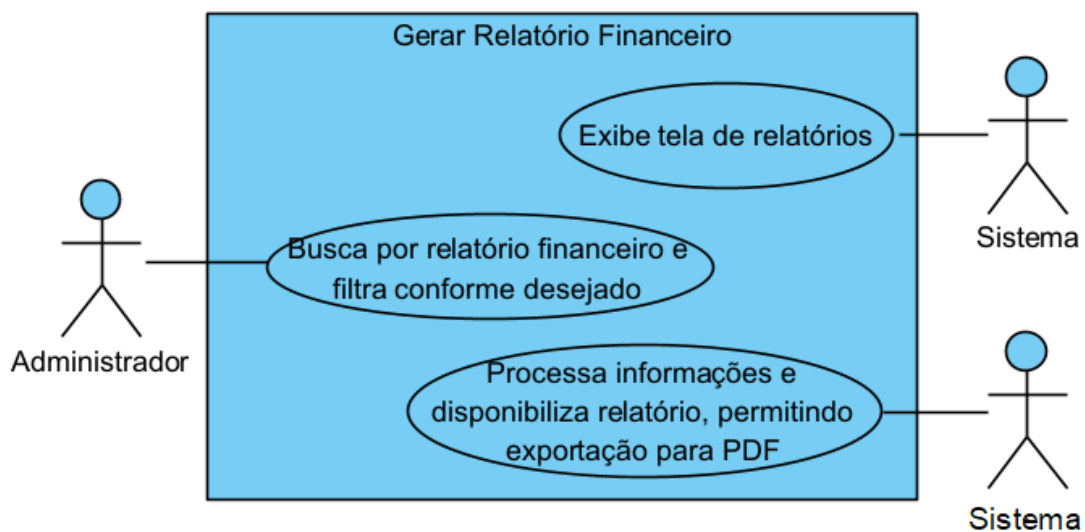 Gerar Relatório Financeiro
Exibe tela de relatórios
Sistema
Busca por relatório financeiro e
filtra conforme desejado
Administrador
Processa informações e
disponibiliza relatório, permitindo
exportação para PDF
Sistema